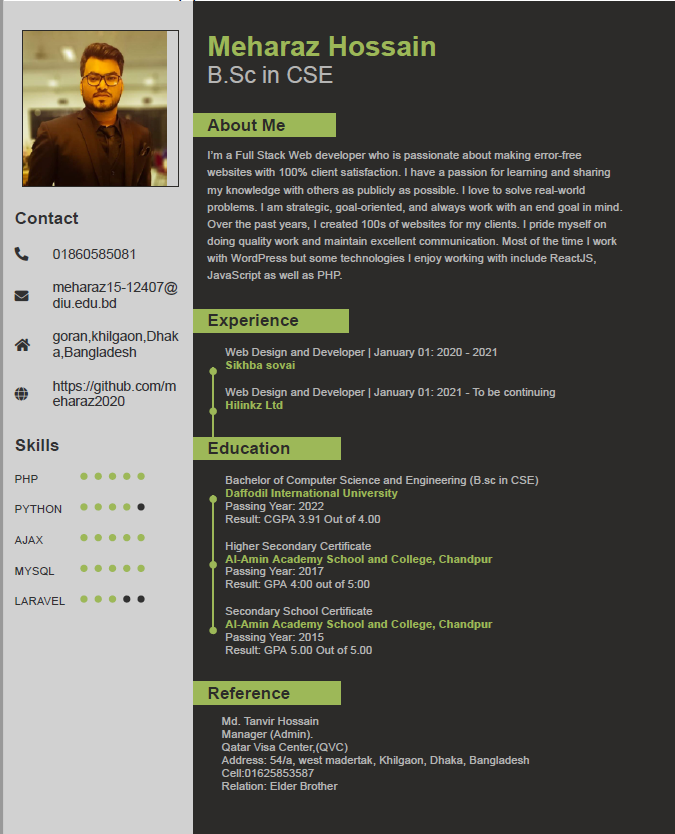 Meharaz Hossain
B.Sc in CSE
Contact
01860585081
meharaz15-12407@
diu.edu.bd
goran,khilgaon,Dhak
a,Bangladesh
https://github.com/m
eharaz2020
Skills
PHP
PYTHON
AJAX
MYSQL
LARAVEL
About Me
I'm a Full Stack Web developer who is passionate about making error-free
websites with 100% client satisfaction. I have a passion for learning and sharing
my knowledge with others as publicly as possible. I love to solve real-world
problems. I am strategic, goal-oriented, and always work with an end goal in mind.
Over the past years, I created 100s of websites for my clients. I pride myself on
doing quality work and maintain excellent communication. Most of the time I work
with WordPress but some technologies I enjoy working with include ReactJS,
JavaScript as well as PHP.
Experience
Web Design and Developer | January 01: 2020 - 2021
Sikhba sovai
Web Design and Developer | January 01: 2021 - To be continuing
Hilinkz Ltd
Education
Bachelor of Computer Science and Engineering (B.sc in CSE)
Daffodil International University
Passing Year: 2022
Result: CGPA 3.91 Out of 4.00
Higher Secondary Certificate
Al-Amin Academy School and College, Chandpur
Passing Year: 2017
Result: GPA 4:00 out of 5:00
Secondary School Certificate
Al-Amin Academy School and College, Chandpur
Passing Year: 2015
Result: GPA 5.00 Out of 5.00
Reference
Md. Tanvir Hossain
Manager (Admin).
Qatar Visa Center,(QVC)
Address: 54/a, west madertak, Khilgaon, Dhaka, Bangladesh
Cell:01625853587
Relation: Elder Brother